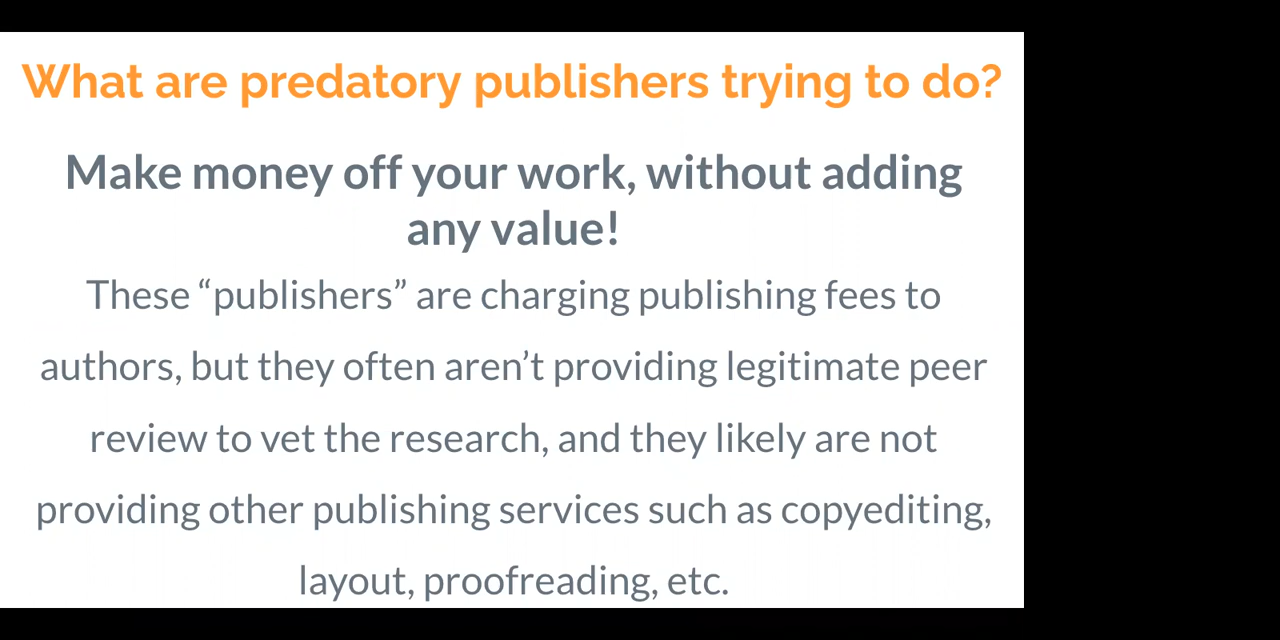 What are predatory publishers trying to do?
Make money off your work, without adding
any value!
These “publishers” are charging publishing fees to
authors, but they often aren’t providing legitimate peer
review to vet the research, and they likely are not
providing other publishing services such as copyediting,
layout, proofreading, etc.